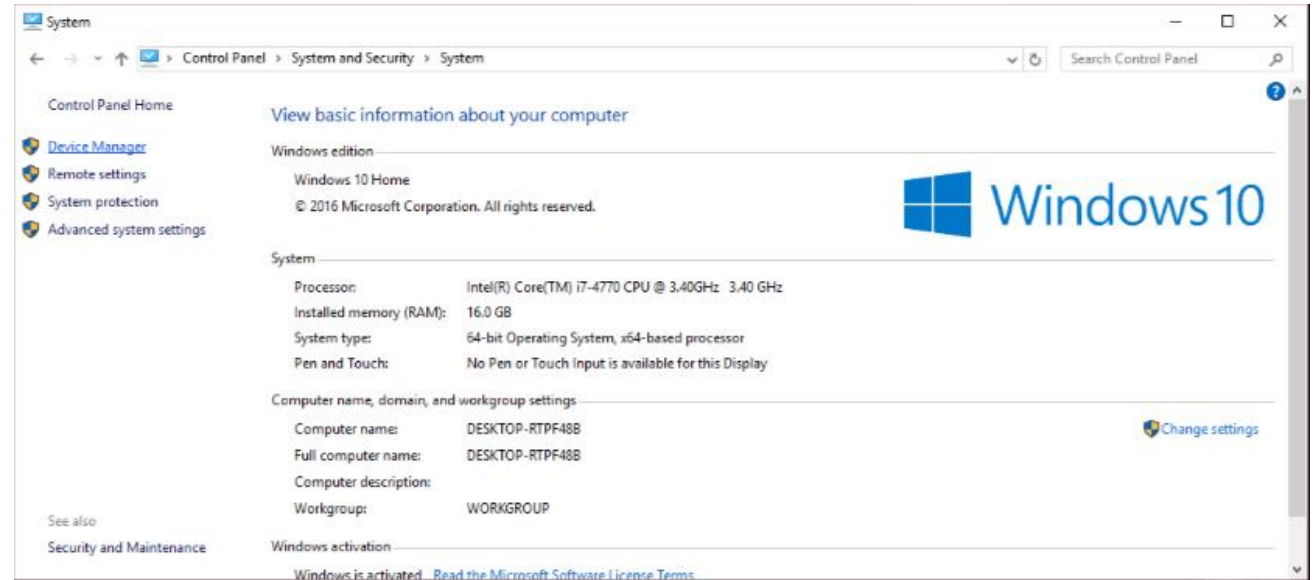 System
Control Panel > System and Security > System
Search Control Panel
Control Panel Home
Device Manager
Remote settings
System protection
Advanced system settings
See also
Security and Maintenance
View basic information about your computer
Windows edition
Windows 10 Home
© 2016 Microsoft Corporation. All rights reserved.
Windows 10
System
Processor: Intel(R) Core(TM) i7-4770 CPU @ 3.40GHz 3.40 GHz
Installed memory (RAM): 16.0 GB
System type: 64-bit Operating System, x64-based processor
Pen and Touch: No Pen or Touch Input is available for this Display
Computer name, domain, and workgroup settings
Computer name: DESKTOP-RTPF48B
Change settings
Full computer name: DESKTOP-RTPF48B
Computer description:
Workgroup: WORKGROUP
Windows activation
Windows is activated Read the Microsoft Software License Terms